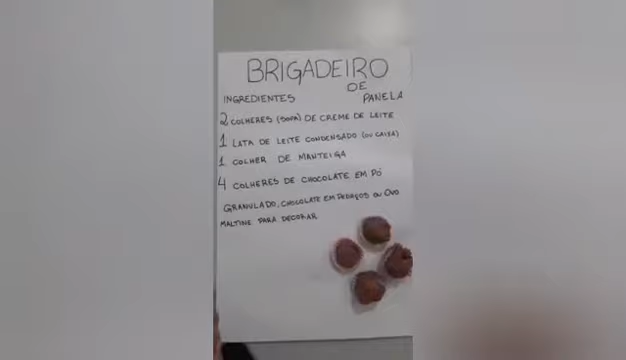 BRIGADEIRO
DE
PANELA
INGREDIENTES
2 COLHERES (SOPA) DE CREME DE LEITE
1 LATA DE LEITE CONDENSADO (OU CAIXA)
1 COLHER DE MANTEIGA
4 COLHERES DE CHOCOLATE EM PÓ
GRANULADO, CHOCOLATE EM PEDAÇOS OU OVO
MALTINE PARA DECORAR